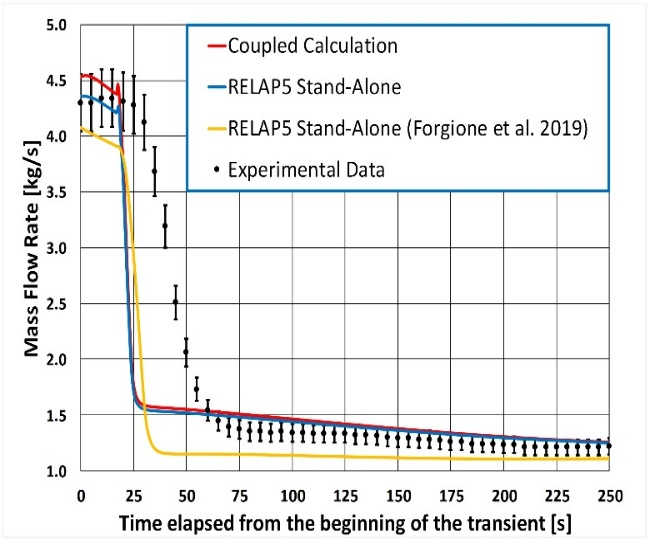 5.0
4.5
4.0
3.5
3.0
2.5
2.0
1.5
1.0
Mass Flow Rate [kg/s]
Coupled Calculation
RELAP5 Stand-Alone
RELAP5 Stand-Alone (Forgione et al. 2019)
Experimental Data
0 25 50 75 100 125 150 175 200 225 250
Time elapsed from the beginning of the transient [s]